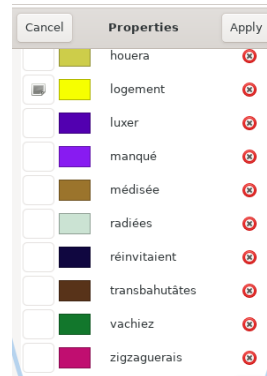 Cancel Properties Apply
houera
logement
luxer
manqué
médisée
radiées
réinvitaient
transbahutâtes
vachiez
zigzaguerais